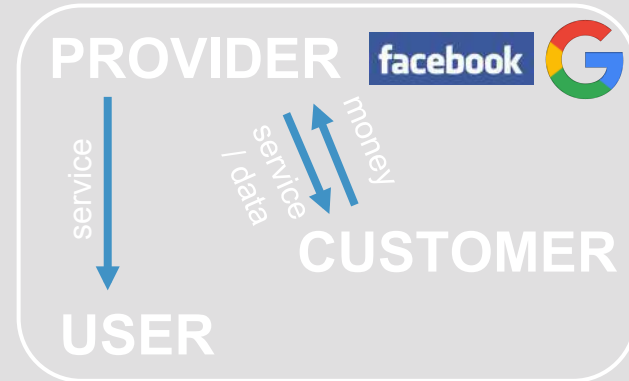 PROVIDER
facebook
G
service
service
/ data
money
CUSTOMER
USER